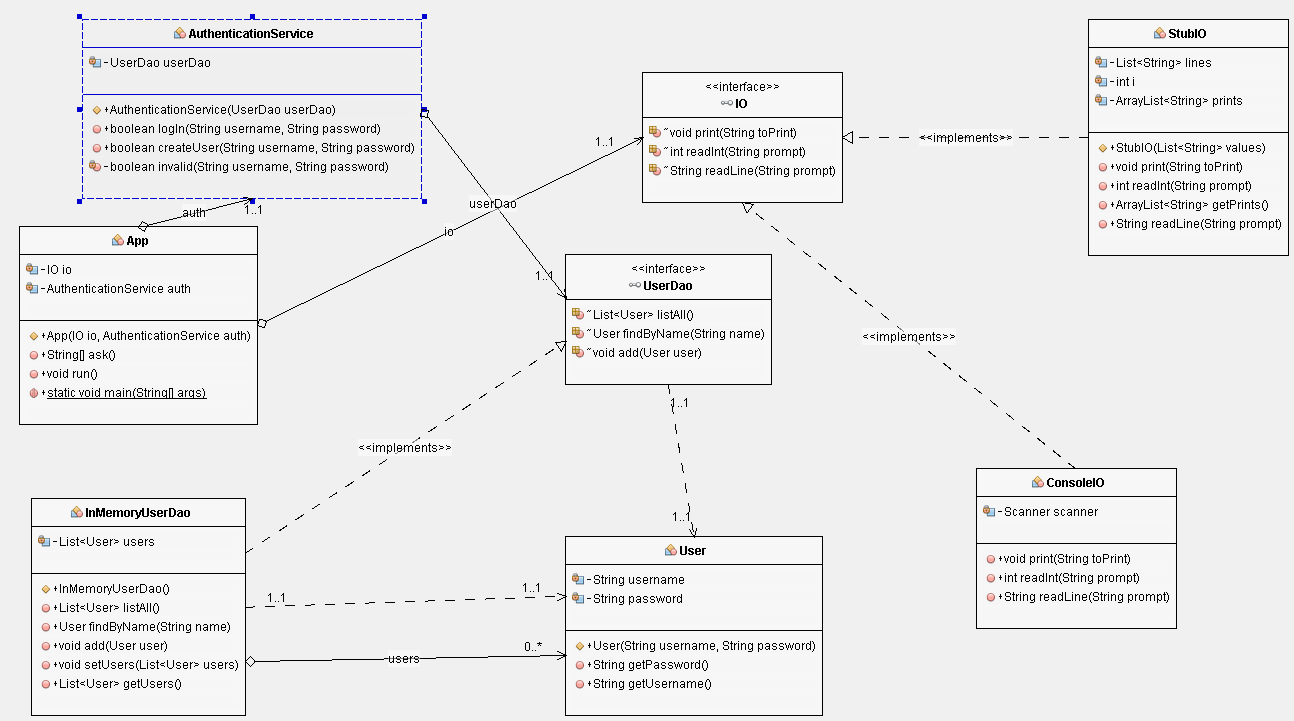 AuthenticationService
-UserDao userDao
+AuthenticationService(UserDao userDao)
+boolean logIn(String username, String password)
+boolean createUser(String username, String password)
-boolean invalid(String username, String password)
auth
1..1
App
-IO io
-AuthenticationService auth
+App(IO io, AuthenticationService auth)
+String[] ask()
+void run()
+static void main(String[] args)
io
1..1
userDao
1..1
<<interface>>
IO
~void print(String toPrint)
~int readInt(String prompt)
~String readLine(String prompt)
<<implements>>
StubIO
-List<String> lines
-int i
-ArrayList<String> prints
+StubIO(List<String> values)
+void print(String toPrint)
+int readInt(String prompt)
+ArrayList<String> getPrints()
+String readLine(String prompt)
<<interface>>
UserDao
~List<User> listAll()
~User findByName(String name)
~void add(User user)
<<implements>>
1..1
1..1
<<implements>>
InMemoryUserDao
-List<User> users
+InMemoryUserDao()
+List<User> listAll()
+User findByName(String name)
+void add(User user)
+void setUsers(List<User> users)
+List<User> getUsers()
1..1
1..1
users
0..*
User
-String username
-String password
+User(String username, String password)
+String getPassword()
+String getUsername()
ConsoleIO
-Scanner scanner
+void print(String toPrint)
+int readInt(String prompt)
+String readLine(String prompt)